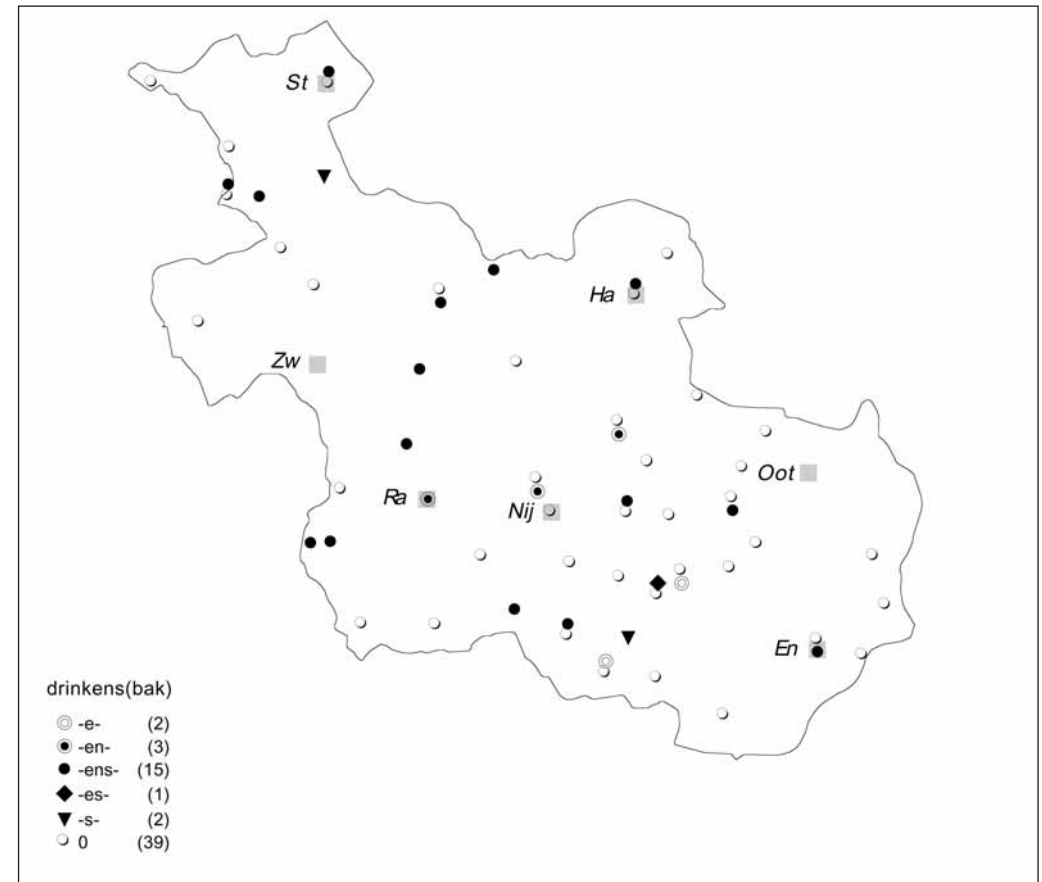 St
Ha
Zw
Oot
Ra
Nij
En
drinkens(bak)
-e- (2)
-en- (3)
-ens- (15)
-es- (1)
-s- (2)
0 (39)